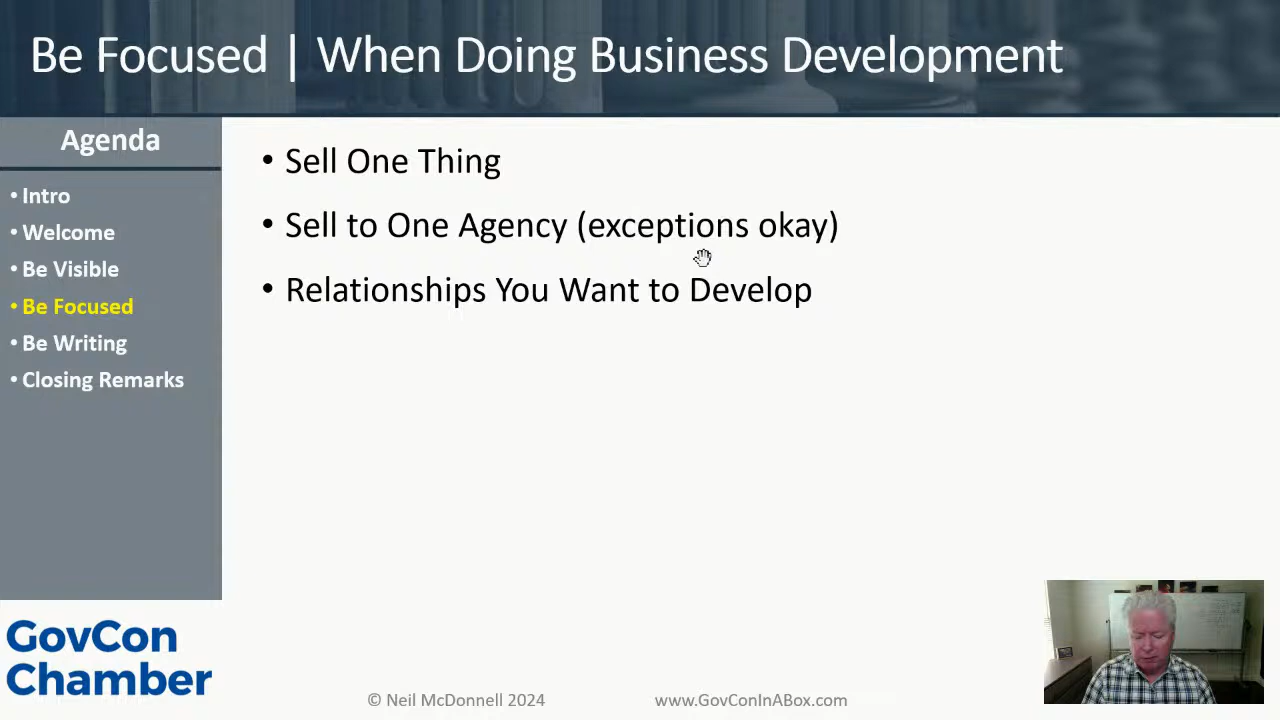 Be Focused | When Doing Business Development
Agenda
• Intro
• Welcome
• Be Visible
• Be Focused
• Be Writing
• Closing Remarks
• Sell One Thing
• Sell to One Agency (exceptions okay)
• Relationships You Want to Develop
GovCon
Chamber
© Neil McDonnell 2024
www.GovConInABox.com